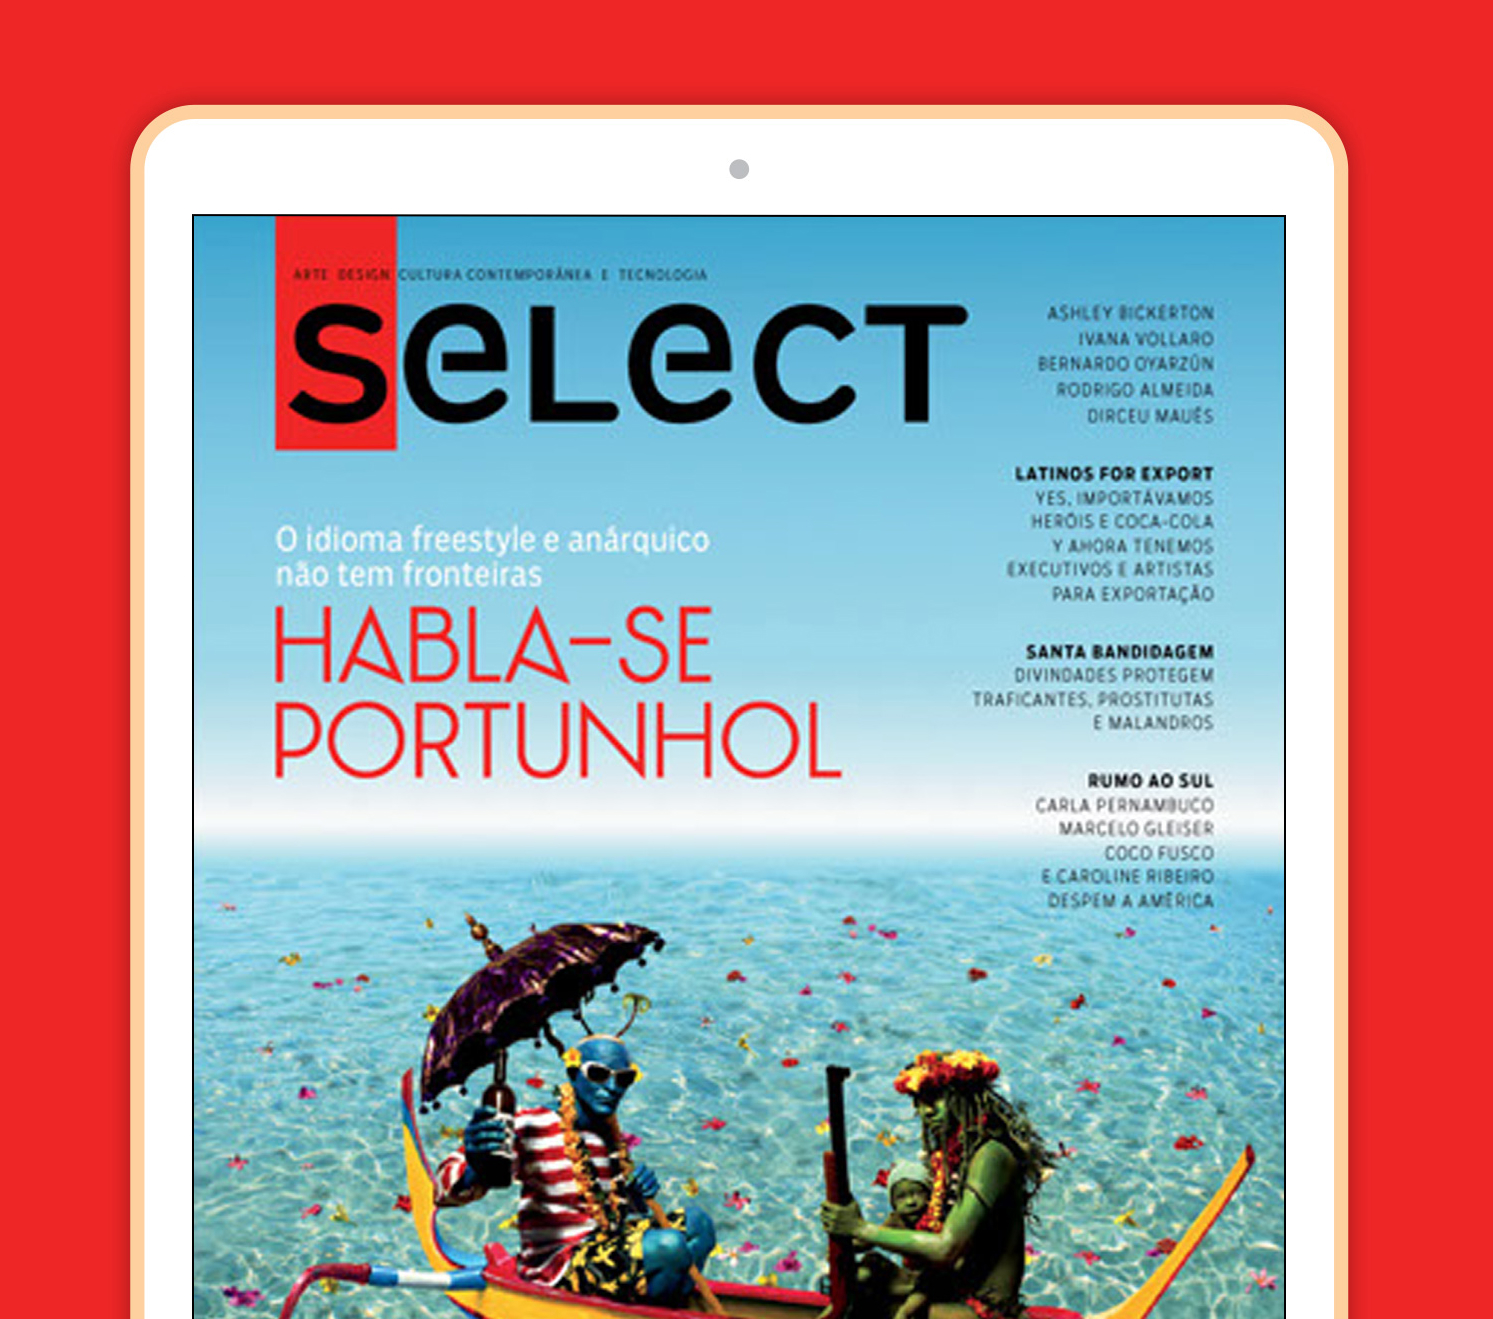 ARTE DESIGN CULTURA CONTEMPORÂNEA E TECNOLOGIA
SELECT
ASHLEY BICKERTON
IVANA VOLLARO
BERNARDO OYARZÚN
RODRIGO ALMEIDA
DIRCEU MAUÉS
LATINOS FOR EXPORT
YES, IMPORTÁVAMOS
HERÓIS E COCA-COLA
Y AHORA TENEMOS
EXECUTIVOS E ARTISTAS
PARA EXPORTAÇÃO
O idioma freestyle e anárquico
não tem fronteiras
HABLA-SE
PORTUNHOL
SANTA BANDIDAGEM
DIVINDADES PROTEGEM
TRAFICANTES, PROSTITUTAS
E MALANDROS
RUMO AO SUL
CARLA PERNAMBUCO
MARCELO GLEISER
COCO FUSCO
E CAROLINE RIBEIRO
DESPEM A AMÉRICA